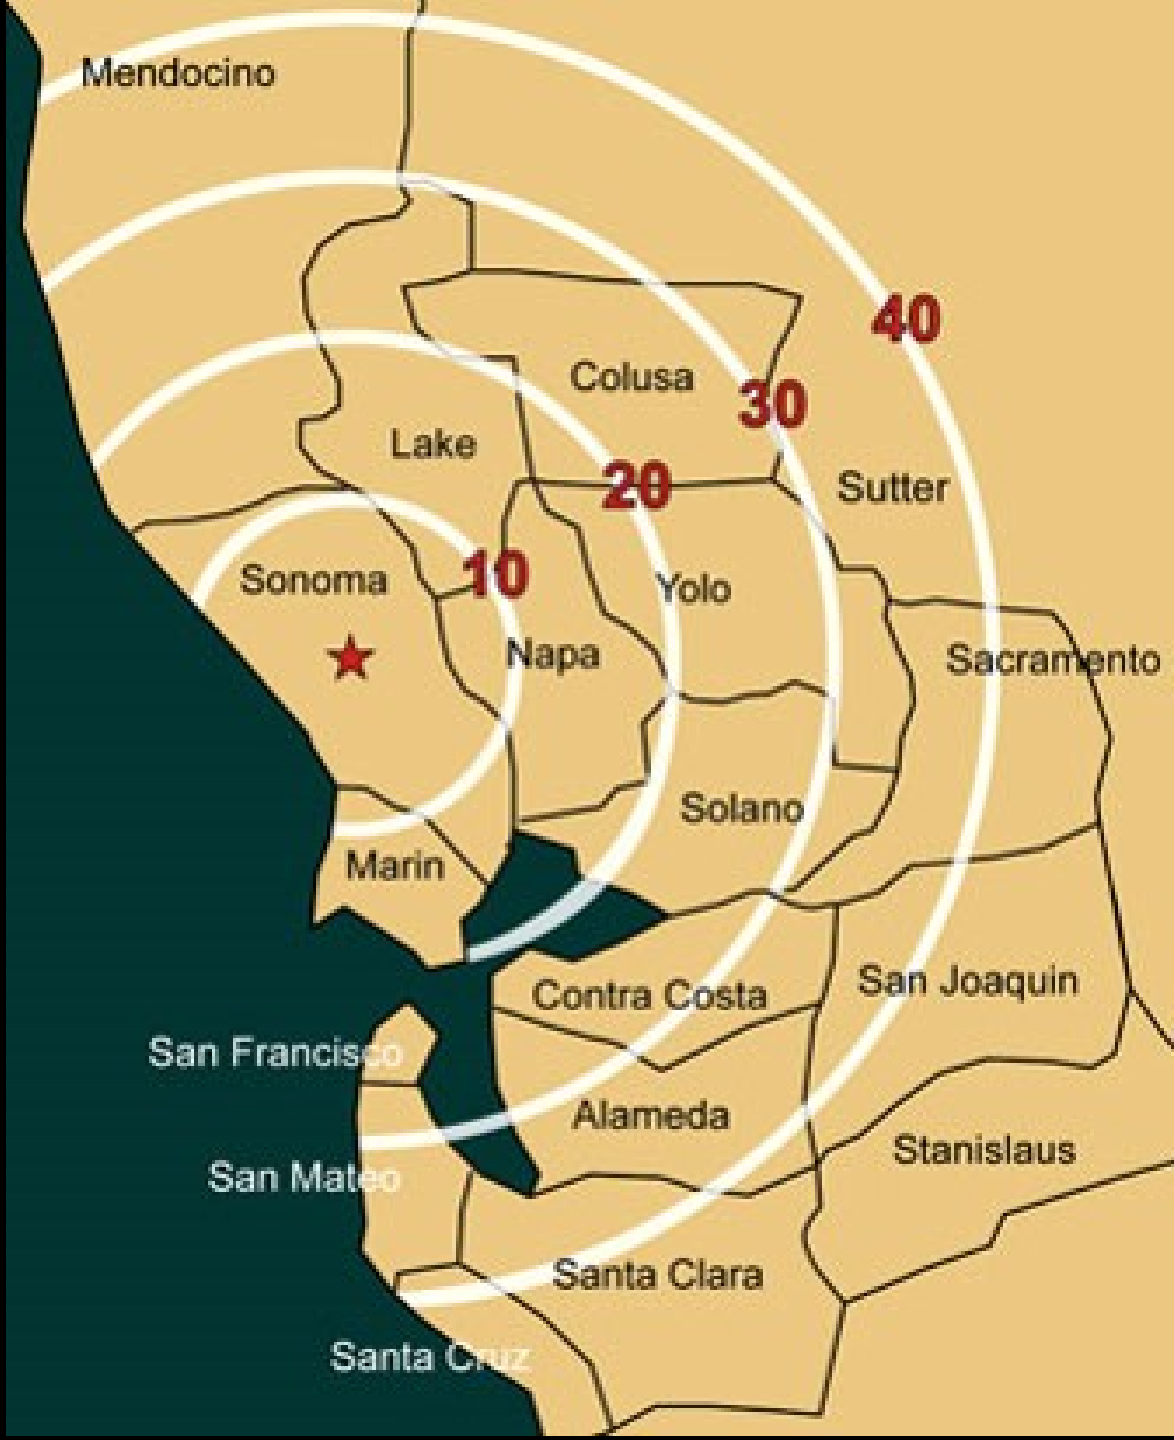 Mendocino
40
Colusa
30
Lake
20
Sutter
Sonoma
10
Yolo
Napa
Sacramento
Solano
Marin
Contra Costa
San Joaquin
San Francisco
Alameda
Stanislaus
San Mateo
Santa Clara
Santa Cruz